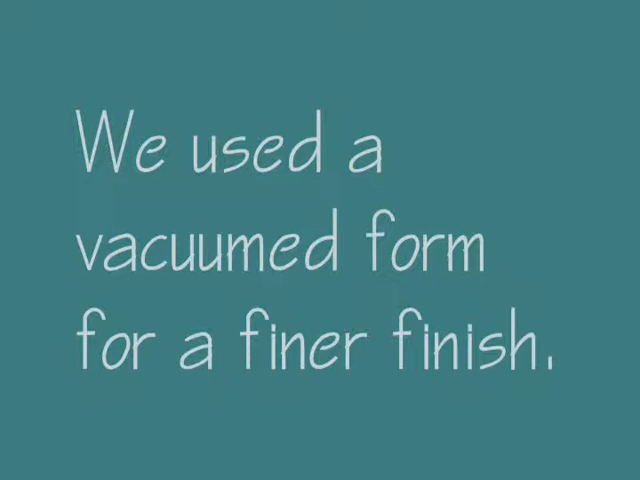 We used a
vacuumed form
for a finer finish.